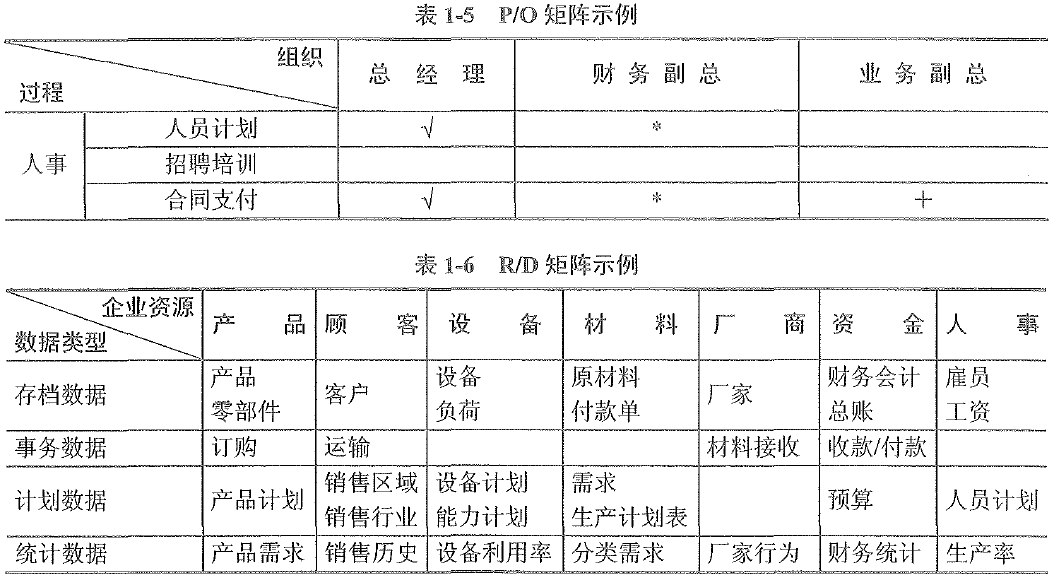 表 1-5 P/O 矩阵示例
组织
过程 总经理 财务副总 业务副总
人事 人员计划 √ *
招聘培训
合同支付 √ * +
表 1-6 R/D 矩阵示例
企业资源
数据类型 产品 顾客 设备 材料 厂商 资金 人事
存档数据 产品 零部件 客户 设备 负荷 原材料 付款单 厂家 财务会计 总账 雇员 工资
事务数据 订购 运输 材料接收 收款/付款
计划数据 产品计划 销售区域 销售行业 设备计划 能力计划 需求 生产计划表 预算 人员计划
统计数据 产品需求 销售历史 设备利用率 分类需求 厂家行为 财务统计 生产率